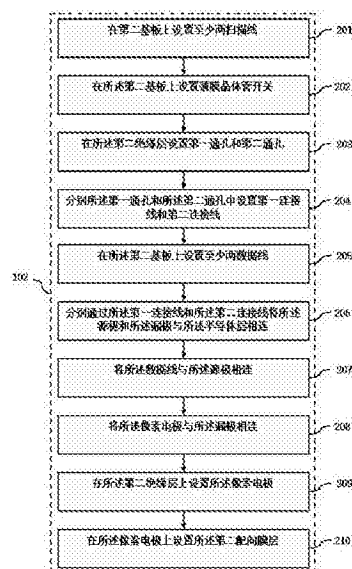 在第二基板上设置至少两扫描线
201
在所述第二基板上设置薄膜晶体管开关
202
在所述第二绝缘层设置第一通孔和第二通孔
203
分别所述第一通孔和所述第二通孔中设置第一连接
线和第二连接线
204
在所述第二基板上设置至少两数据线
205
102
分别通过所述第一连接线和所述第二连接线将所述
源极和所述漏极与所述半导体层相连
206
将所述数据线与所述源极相连
207
将所述像素电极与所述漏极相连
208
在所述第二绝缘层上设置所述像素电极
209
在所述像素电极上设置所述第二配向膜层
210